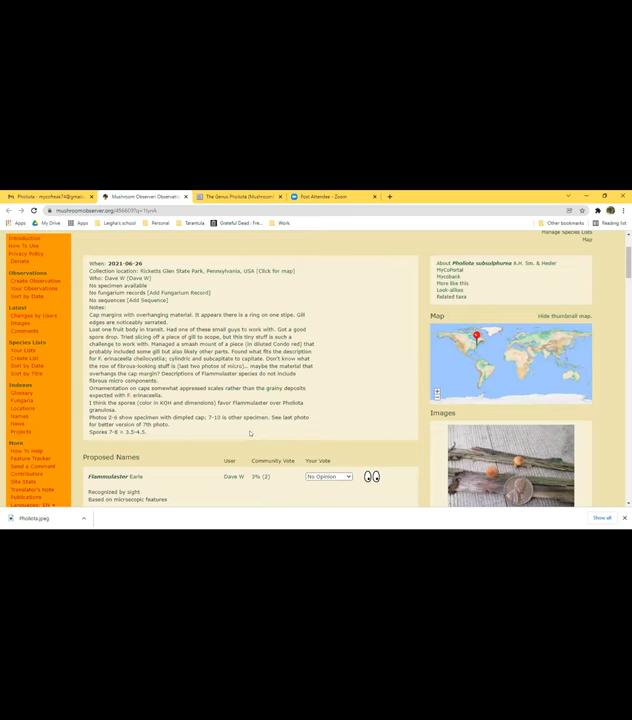 Pholiota - mycofreak74@gmai
Mushroom Observer: Observati
The Genus Pholiota (Mushroom
Post Attendee - Zoom
mushroomobserver.org/456609?q=1lynA
Apps
My Drive
Apps
Leigha's school
Personal
Tarantula
Grateful Dead : Fre...
Work
Other bookmarks
Reading list
Introduction
How To Use
Privacy Policy
Donate
Observations
Create Observation
Your Observations
Sort by Date
Latest
Changes by Users
Images
Comments
Species Lists
Your Lists
Create List
Sort by Date
Sort by Title
Indexes
Glossary
Fungaria
Locations
Names
News
Projects
More
How To Help
Feature Tracker
Send a Comment
Contributors
Site Stats
Translator's Note
Publications
Languages: EN
When: 2021-06-26
Collection location: Ricketts Glen State Park, Pennsylvania, USA [Click for map]
Who: Dave W (Dave W)
No specimen available
No fungarium records [Add Fungarium Record]
No sequences [Add Sequence]
Notes:
Cap margins with overhanging material. It appears there is a ring on one stipe. Gill
edges are noticeably serrated.
Last one fruit body in transit. Had one of these small guys to work with. Got a good
spore drop. Tried slicing off a piece of gill to scope, but this tiny stuff is such a
challenge to work with. Managed a smash mount of a piece (in diluted Condo red) that
probably included some gill but also likely other parts. Found what fits the description
for F. erinaceella cheilocystidia; cylindric and subcapitate to capitate. Don't know what
the row of fibrous-looking stuff is (last two photos of micro)... maybe the material that
overhangs the cap margin? Descriptions of Flammulaster species do not include
fibrous micro components.
Ornamentation on caps somewhat appressed scales rather than the grainy deposits
expected with F. erinaceella.
I think the spores (color in KOH and dimensions) favor Flammulaster over Pholiota
granulosa.
Photos 2-6 show specimen with dimpled cap; 7-10 is other specimen. See last photo
for better version of 7th photo.
Spores 7-8 x 3.5-4.5.
Proposed Names
User
Community Vote
Your Vote
Flammulaster Earle
Dave W
3% (2)
No Opinion
Recognized by sight
Based on microscopic features
Manage Species Lists
Map
About Pholiota subsulphurea A.H. Sm. & Hesler
MyCoPortal
Mycobank
More like this
Look-alikes
Related taxa
Map
Hide thumbnail map.
Images
Pholiota.jpeg
Show all